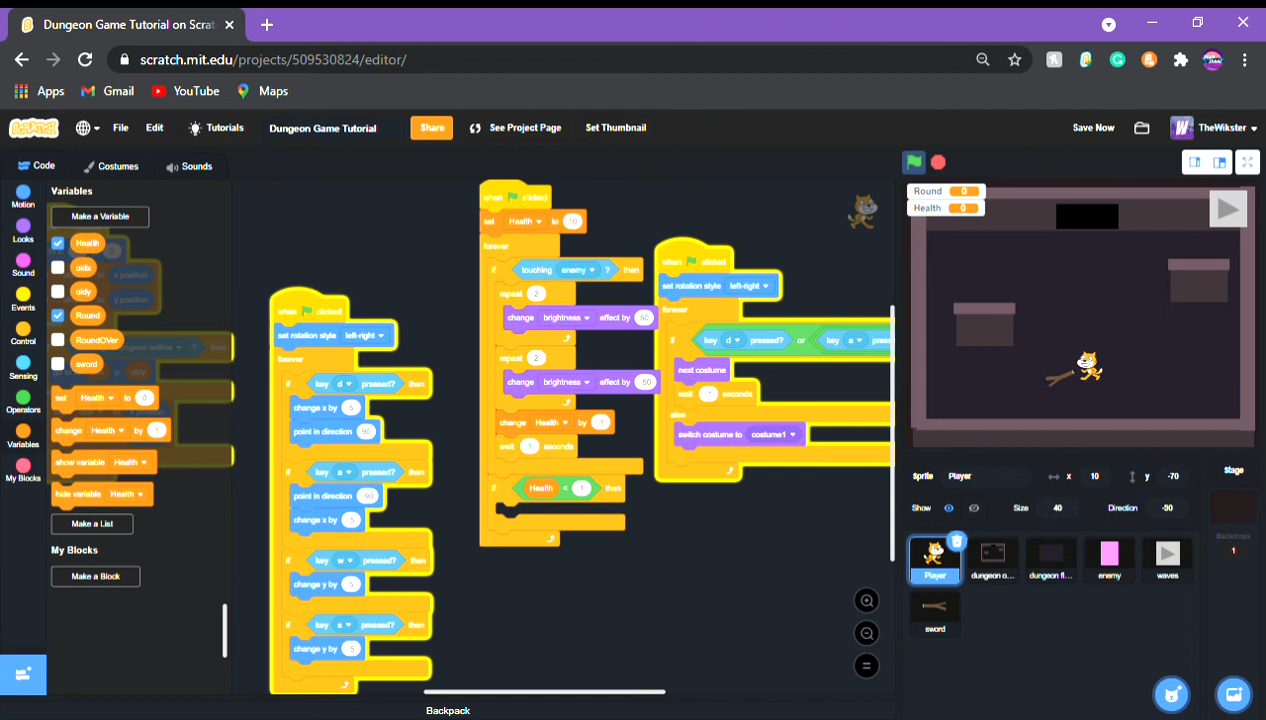 Dungeon Game Tutorial on Scrat
scratch.mit.edu/projects/509530824/editor/
Apps Gmail YouTube Maps
SCRATCH File Edit Tutorials Dungeon Game Tutorial Share See Project Page Set Thumbnail Save Now TheWikster
Code Costumes Sounds
Motion
Looks
Sound
Events
Control
Sensing
Operators
Variables
My Blocks
Variables
Make a Variable
Health
oldx
oldy
Round
RoundOVer
sword
set Health to 0
change Health by 1
show variable Health
hide variable Health
Make a List
My Blocks
Make a Block
x position
y position
dungeon outline ? then
when clicked
set rotation style left-right
forever
if key d pressed? then
change x by 5
point in direction 90
if key a pressed? then
point in direction -90
change x by -5
if key w pressed? then
change y by 5
if key s pressed? then
change y by -5
when clicked
set Health to 10
forever
if touching enemy ? then
repeat 2
change brightness effect by 50
repeat 2
change brightness effect by -50
change Health by -1
wait 1 seconds
if Health < 1 then
when clicked
set rotation style left-right
forever
if key d pressed? or key a press
next costume
wait seconds
else
switch costume to costume1
Round 0
Health 0
Sprite Player x 10 y -70
Show Size 40 Direction -90
Stage
Backdrops
1
Player
dungeon o...
dungeon fl...
enemy
waves
sword
Backpack